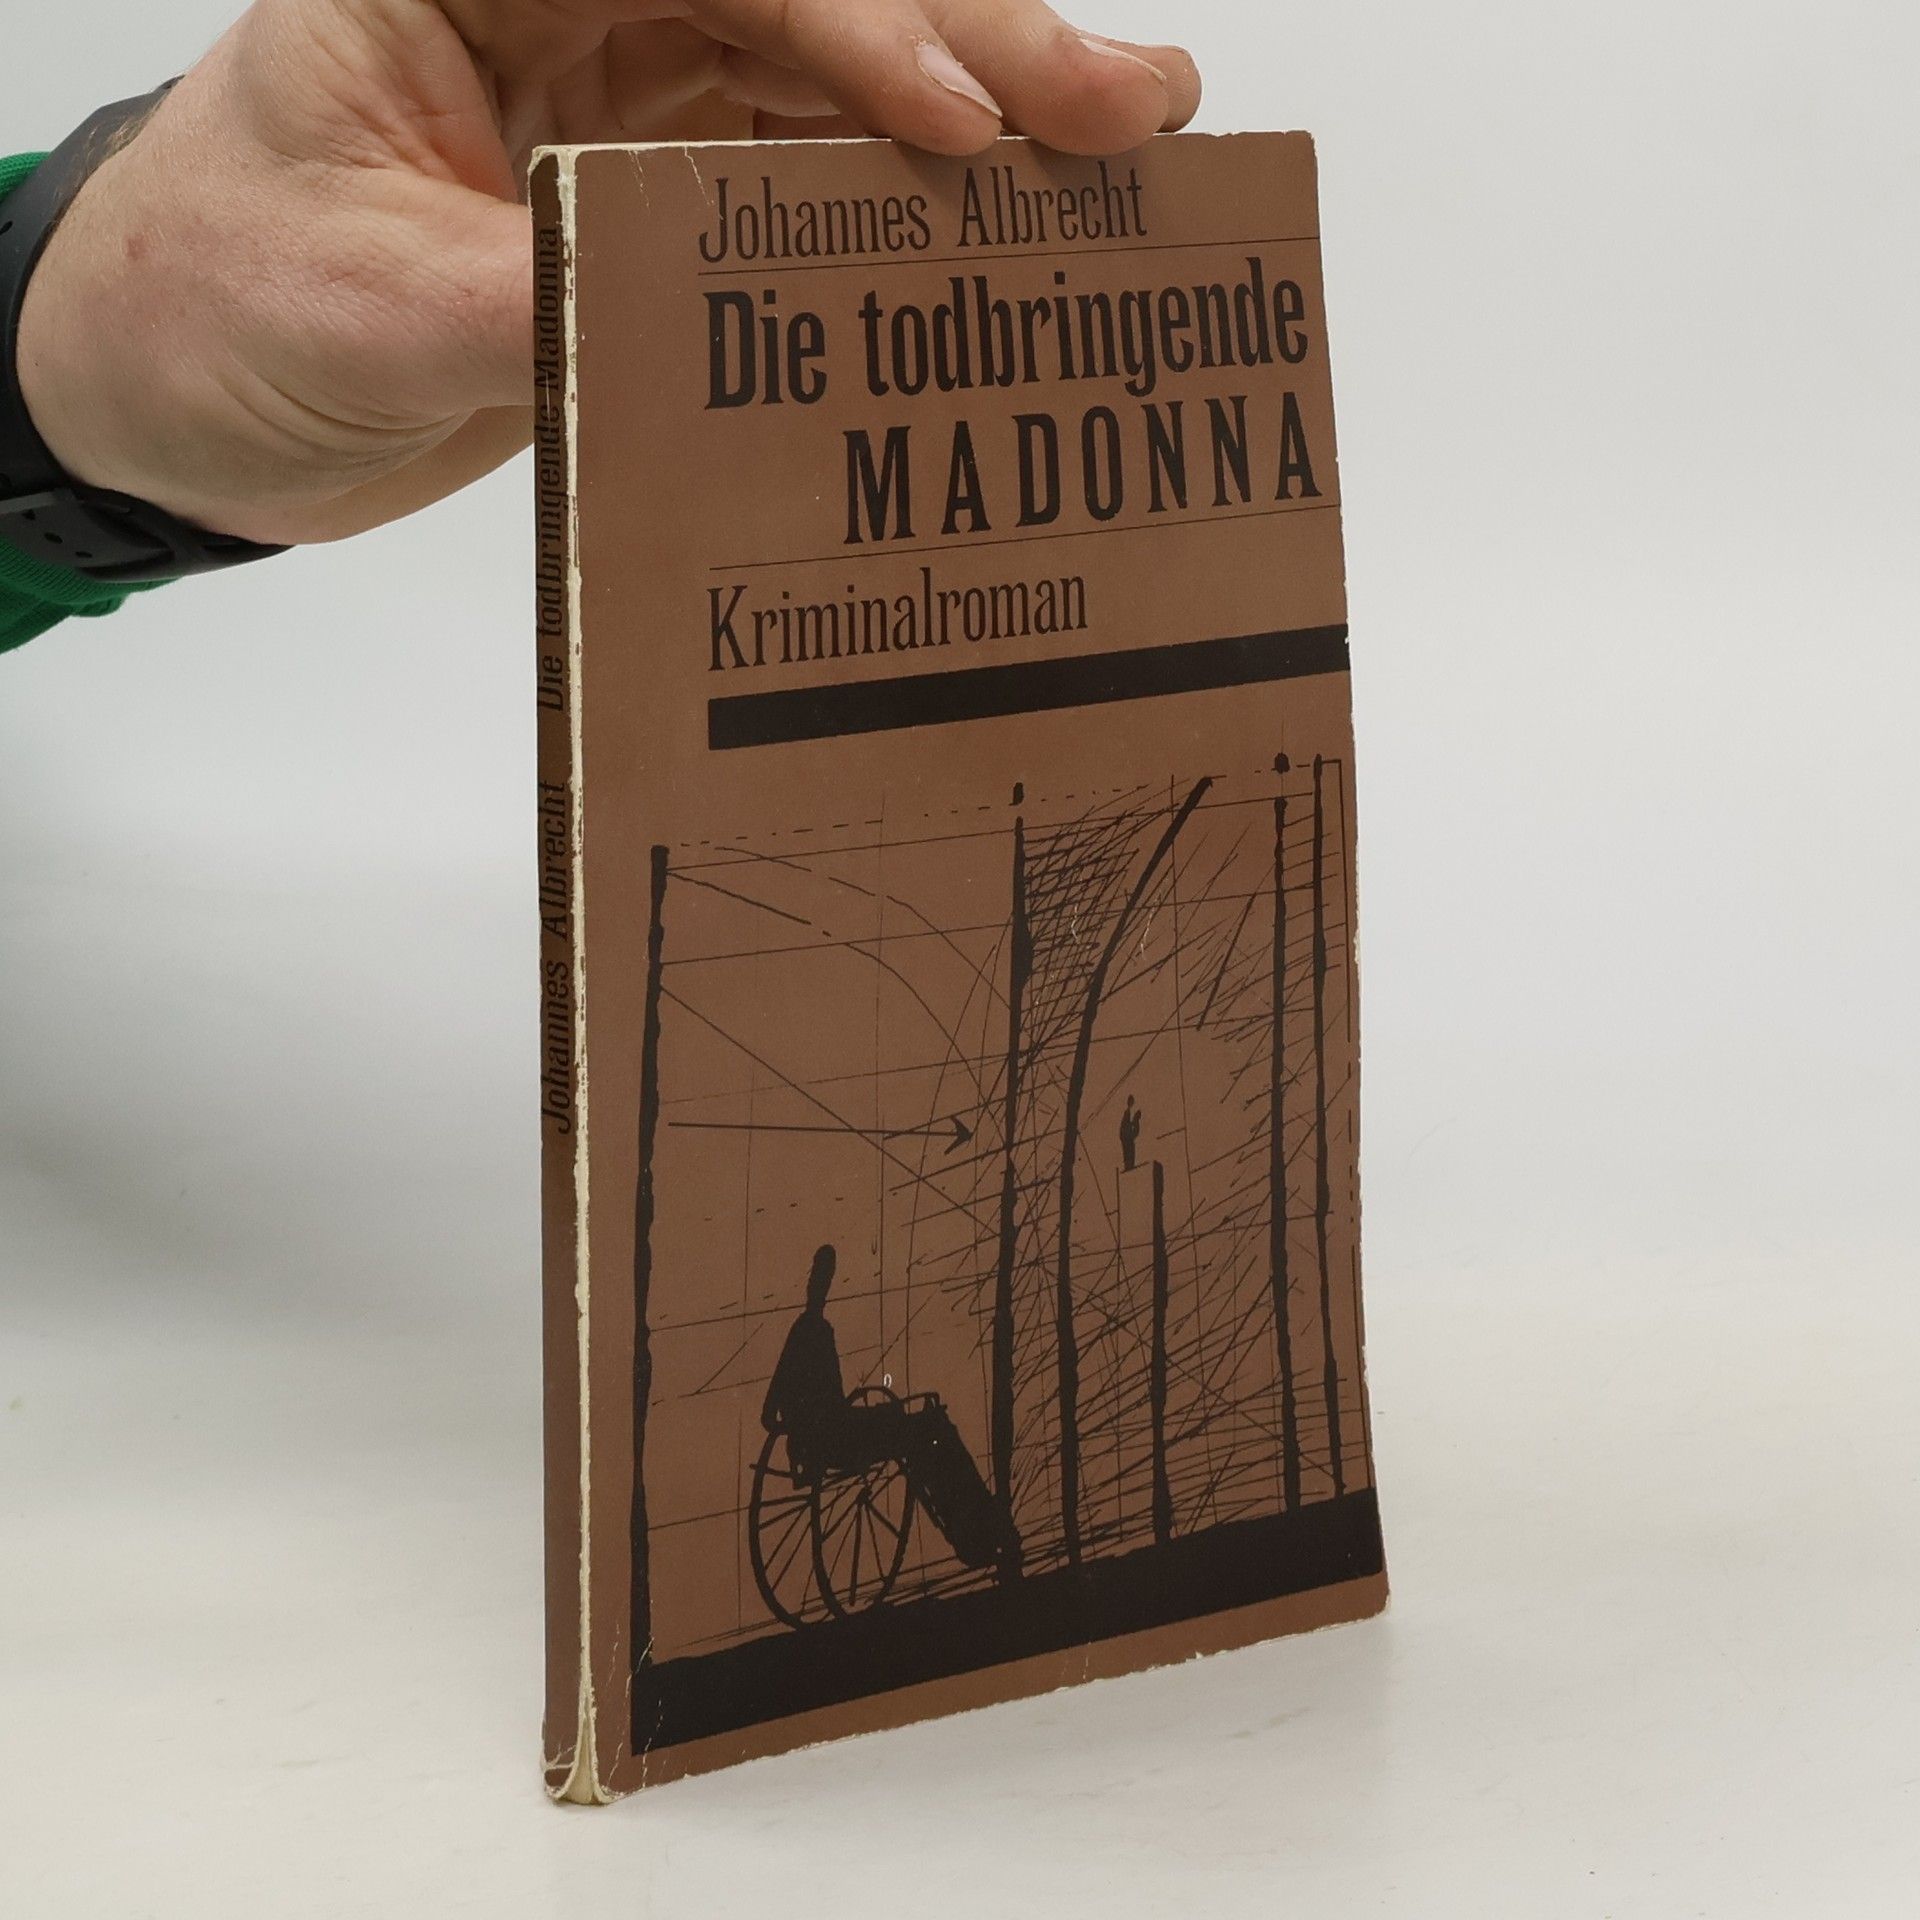 Johannes Albrecht
Die todbringende
MADONNA
Kriminalroman
Johannes Albrecht Die todbringende Madonna